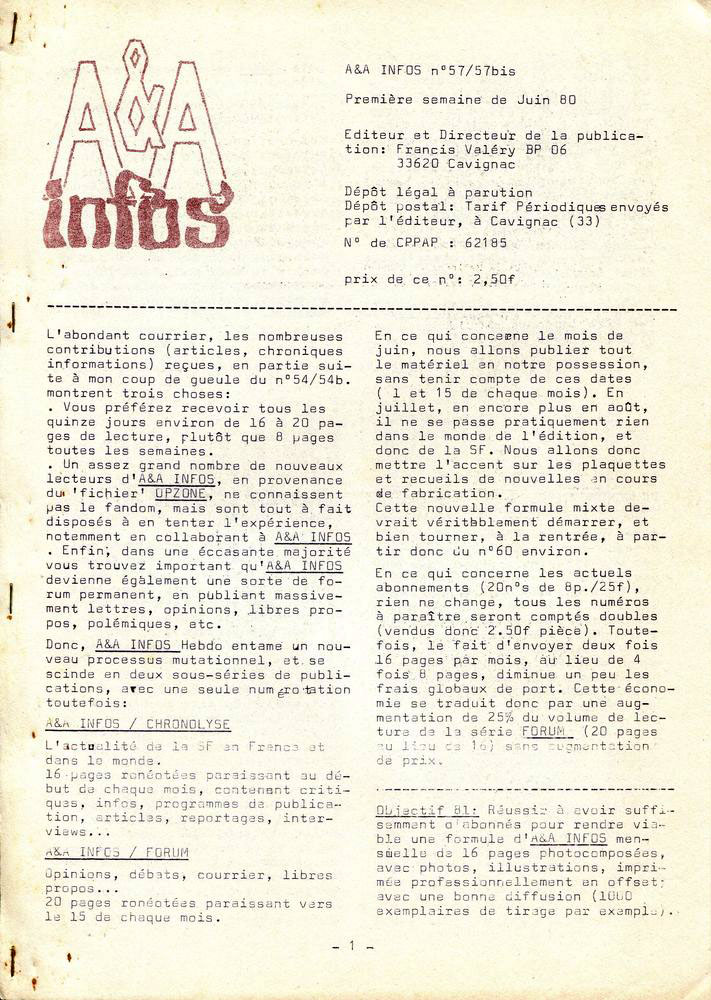 A&A
infos
A&A INFOS n°57/57bis
Première semaine de Juin 80
Editeur et Directeur de la publica-
tion: Francis Valéry BP 06
33620 Cavignac
Dépôt légal à parution
Dépôt postal: Tarif Périodiques envoyés
par l'éditeur, à Cavignac (33)
N° de CPPAP : 62185
prix de ce n°: 2,50f
L'abondant courrier, les nombreuses
contributions (articles, chroniques
informations) reçues, en partie sui-
te à mon coup de gueule du n°54/54b.
montrent trois choses:
. Vous préférez recevoir tous les
quinze jours environ de 16 à 20 pa-
ges de lecture, plutôt que 8 pages
toutes les semaines.
. Un assez grand nombre de nouveaux
lecteurs d'A&A INFOS, en provenance
du 'fichier' OPZONE, ne connaissent
pas le fandom, mais sont tout à fait
disposés à en tenter l'expérience,
notemment en collaborant à A&A INFOS
. Enfin, dans une éccasante majorité
vous trouvez important qu'A&A INFOS
devienne également une sorte de fo-
rum permanent, en publiant massive-
ment lettres, opinions, libres pro-
pos, polémiques, etc.
Donc, A&A INFOS Hebdo entame un nou-
veau processus mutationnel, et se
scinde en deux sous-séries de publi-
cations, avec une seule numérotation
toutefois:
A&A INFOS / CHRONOLYSE
L'actualité de la SF en France et
dans le monde.
16 pages ronéotées paraissant au dé-
but de chaque mois, contenant criti-
ques, infos, programmes de publica-
tion, articles, reportages, inter-
views...
A&A INFOS / FORUM
Opinions, débats, courrier, libres
propos...
20 pages ronéotées paraissant vers
le 15 de chaque mois.
En ce qui concerne le mois de
juin, nous allons publier tout
le matériel en notre possession,
sans tenir compte de ces dates
( 1 et 15 de chaque mois). En
juillet, en encore plus en août,
il ne se passe pratiquement rien
dans le monde de l'édition, et
donc de la SF. Nous allons donc
mettre l'accent sur les plaquettes
et recueils de nouvelles en cours
de fabrication.
Cette nouvelle formule mixte de-
vrait véritablement démarrer, et
bien tourner, à la rentrée, à par-
tir donc du n°60 environ.
En ce qui concerne les actuels
abonnements (20n°s de 8p./25f),
rien ne change, tous les numéros
à paraître seront comptés doubles
(vendus donc 2.50f pièce). Toute-
fois, le fait d'envoyer deux fois
16 pages par mois, au lieu de 4
fois 8 pages, diminue un peu les
frais globaux de port. Cette écono-
mie se traduit donc par une aug-
mentation de 25% du volume de lec-
ture de la série FORUM (20 pages
au lieu de 16) sans augmentation
de prix.
Objectif 81: Réussir à avoir suffi-
semment d'abonnés pour rendre via-
ble une formule d'A&A INFOS men-
suelle de 16 pages photocomposées,
avec photos, illustrations, impri-
mée professionnellement en offset;
avec une bonne diffusion (1000
exemplaires de tirage par exemple).
- 1 -